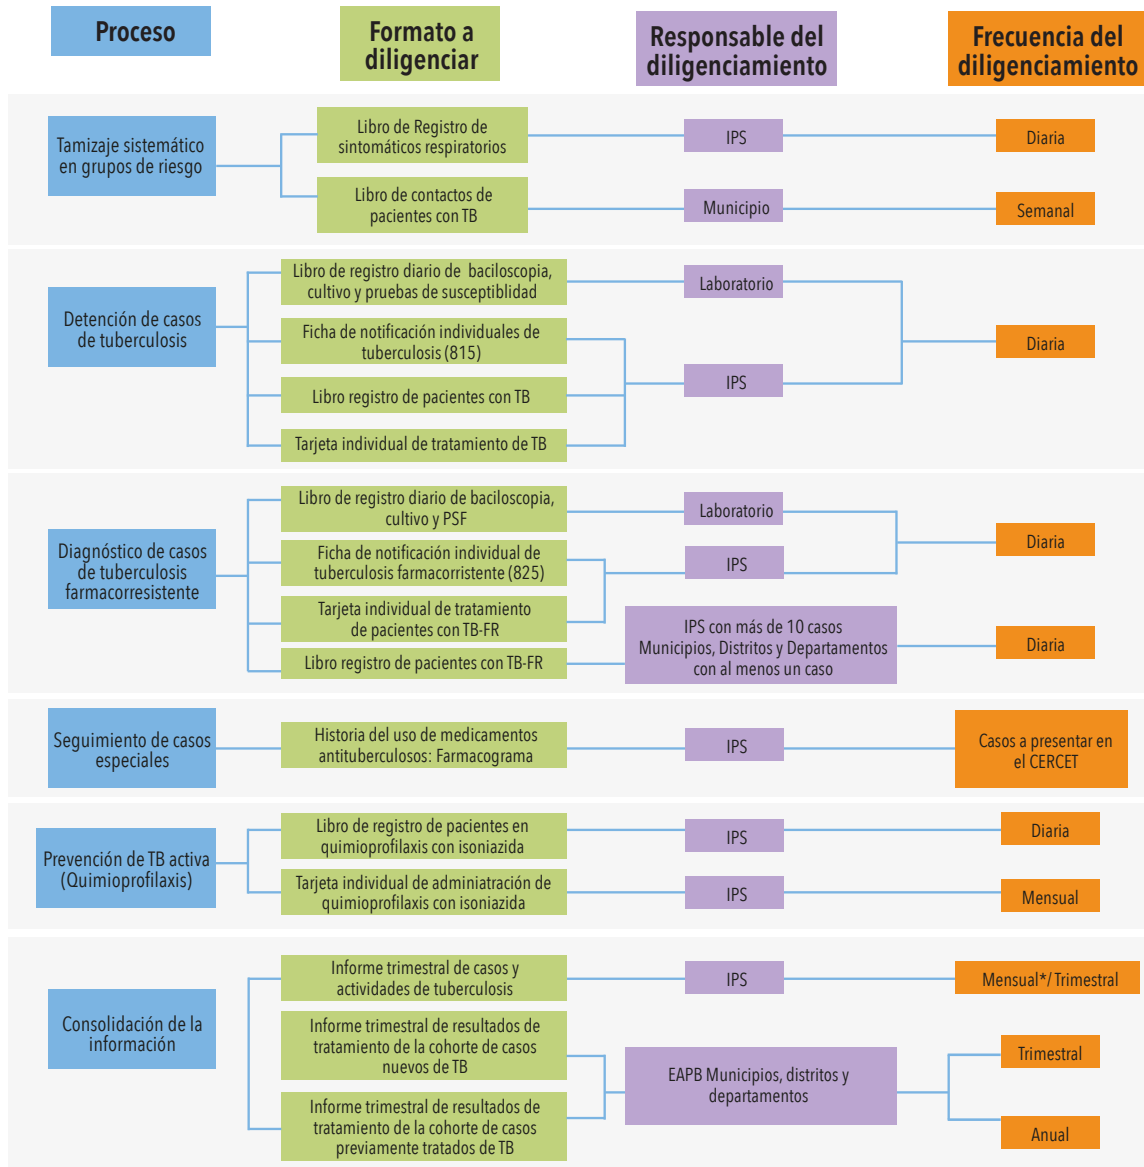 Proceso
Formato a
diligenciar
Responsable del
diligenciamiento
Frecuencia del
diligenciamiento
Tamizaje sistemático
en grupos de riesgo
Libro de Registro de
sintomáticos respiratorios
IPS
Diaria
Libro de contactos de
pacientes con TB
Municipio
Semanal
Detención de casos
de tuberculosis
Libro de registro diario de baciloscopia,
cultivo y pruebas de susceptiblidad
Laboratorio
Ficha de notificación individuales de
tuberculosis (815)
Libro registro de pacientes con TB
Tarjeta individual de tratamiento de TB
IPS
Diaria
Diagnóstico de casos
de tuberculosis
farmacorresistente
Libro de registro diario de baciloscopia,
cultivo y PSF
Laboratorio
Ficha de notificación individual de
tuberculosis farmacorristente (825)
Tarjeta individual de tratamiento
de pacientes con TB-FR
IPS
Diaria
Libro registro de pacientes con TB-FR
IPS con más de 10 casos
Municipios, Distritos y Departamentos
con al menos un caso
Diaria
Seguimiento de casos
especiales
Historia del uso de medicamentos
antituberculosos: Farmacograma
IPS
Casos a presentar en
el CERCET
Prevención de TB activa
(Quimioprofilaxis)
Libro de registro de pacientes en
quimioprofilaxis con isoniazida
IPS
Diaria
Tarjeta individual de adminiatración de
quimioprofilaxis con isoniazida
IPS
Mensual
Consolidación de la
información
Informe trimestral de casos y
actividades de tuberculosis
IPS
Mensual*/ Trimestral
Informe trimestral de resultados de
tratamiento de la cohorte de casos
nuevos de TB
Informe trimestral de resultados de
tratamiento de la cohorte de casos
previamente tratados de TB
EAPB Municipios, distritos y
departamentos
Trimestral
Anual